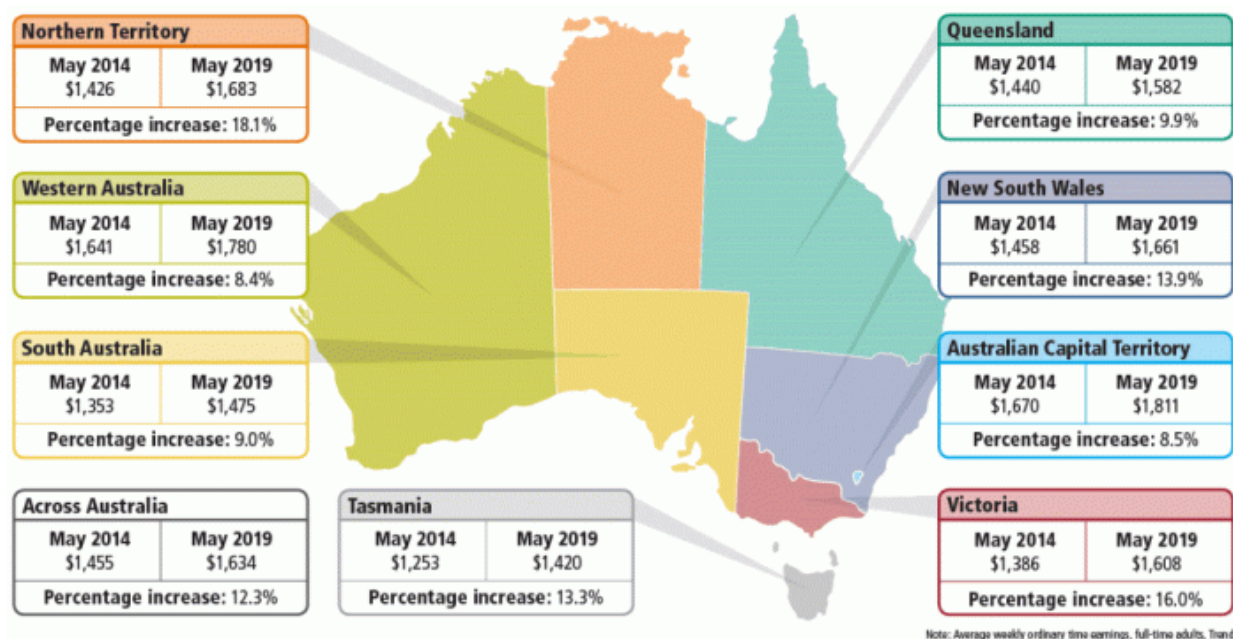 Northern Territory
May 2014 May 2019
$1,426 $1,683
Percentage increase: 18.1%
Western Australia
May 2014 May 2019
$1,641 $1,780
Percentage increase: 8.4%
South Australia
May 2014 May 2019
$1,353 $1,475
Percentage increase: 9.0%
Across Australia
May 2014 May 2019
$1,455 $1,634
Percentage increase: 12.3%
Tasmania
May 2014 May 2019
$1,253 $1,420
Percentage increase: 13.3%
Queensland
May 2014 May 2019
$1,440 $1,582
Percentage increase: 9.9%
New South Wales
May 2014 May 2019
$1,458 $1,661
Percentage increase: 13.9%
Australian Capital Territory
May 2014 May 2019
$1,670 $1,811
Percentage increase: 8.5%
Victoria
May 2014 May 2019
$1,386 $1,608
Percentage increase: 16.0%
Note: Average weekly ordinary time earnings, full-time adults, Trend